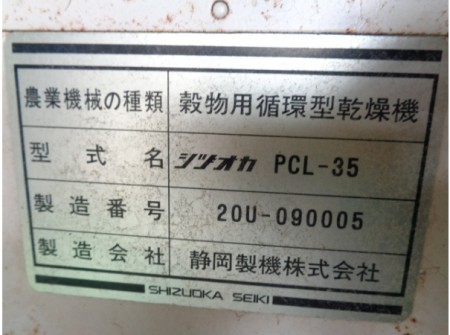 農業機械の種類 穀物用循環型乾燥機
型式名 シヅオカ PCL-35
製造番号 20U-090005
製造会社 静岡製機株式会社
SHIZUOKA SEIKI